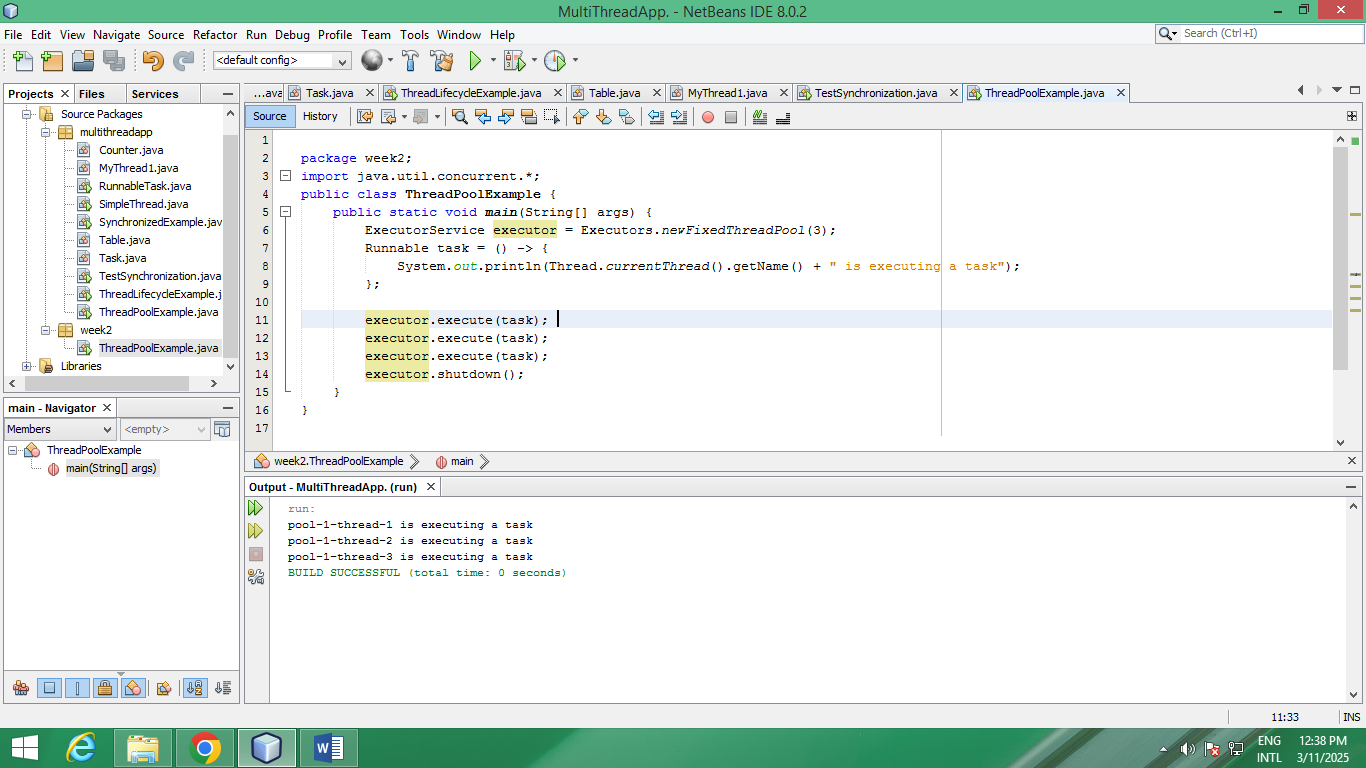 MultiThreadApp. - NetBeans IDE 8.0.2
File Edit View Navigate Source Refactor Run Debug Profile Team Tools Window Help
Search (Ctrl+I)
<default config>
Projects Files Services
Source Packages
multithreadapp
Counter.java
MyThread1.java
RunnableTask.java
SimpleThread.java
SynchronizedExample.jav
Table.java
Task.java
TestSynchronization.java
ThreadLifecycleExample.j
ThreadPoolExample.java
week2
ThreadPoolExample.java
Libraries
main - Navigator
Members <empty>
ThreadPoolExample
main(String[] args)
...ava Task.java ThreadLifecycleExample.java Table.java MyThread1.java TestSynchronization.java ThreadPoolExample.java
Source History
1
2 package week2;
3 import java.util.concurrent.*;
4 public class ThreadPoolExample {
5 public static void main(String[] args) {
6 ExecutorService executor = Executors.newFixedThreadPool(3);
7 Runnable task = () -> {
8 System.out.println(Thread.currentThread().getName() + " is executing a task");
9 };
10
11 executor.execute(task);
12 executor.execute(task);
13 executor.execute(task);
14 executor.shutdown();
15 }
16 }
17
week2.ThreadPoolExample main
Output - MultiThreadApp. (run)
run:
pool-1-thread-1 is executing a task
pool-1-thread-2 is executing a task
pool-1-thread-3 is executing a task
BUILD SUCCESSFUL (total time: 0 seconds)
11:33 INS
ENG 12:38 PM
INTL 3/11/2025